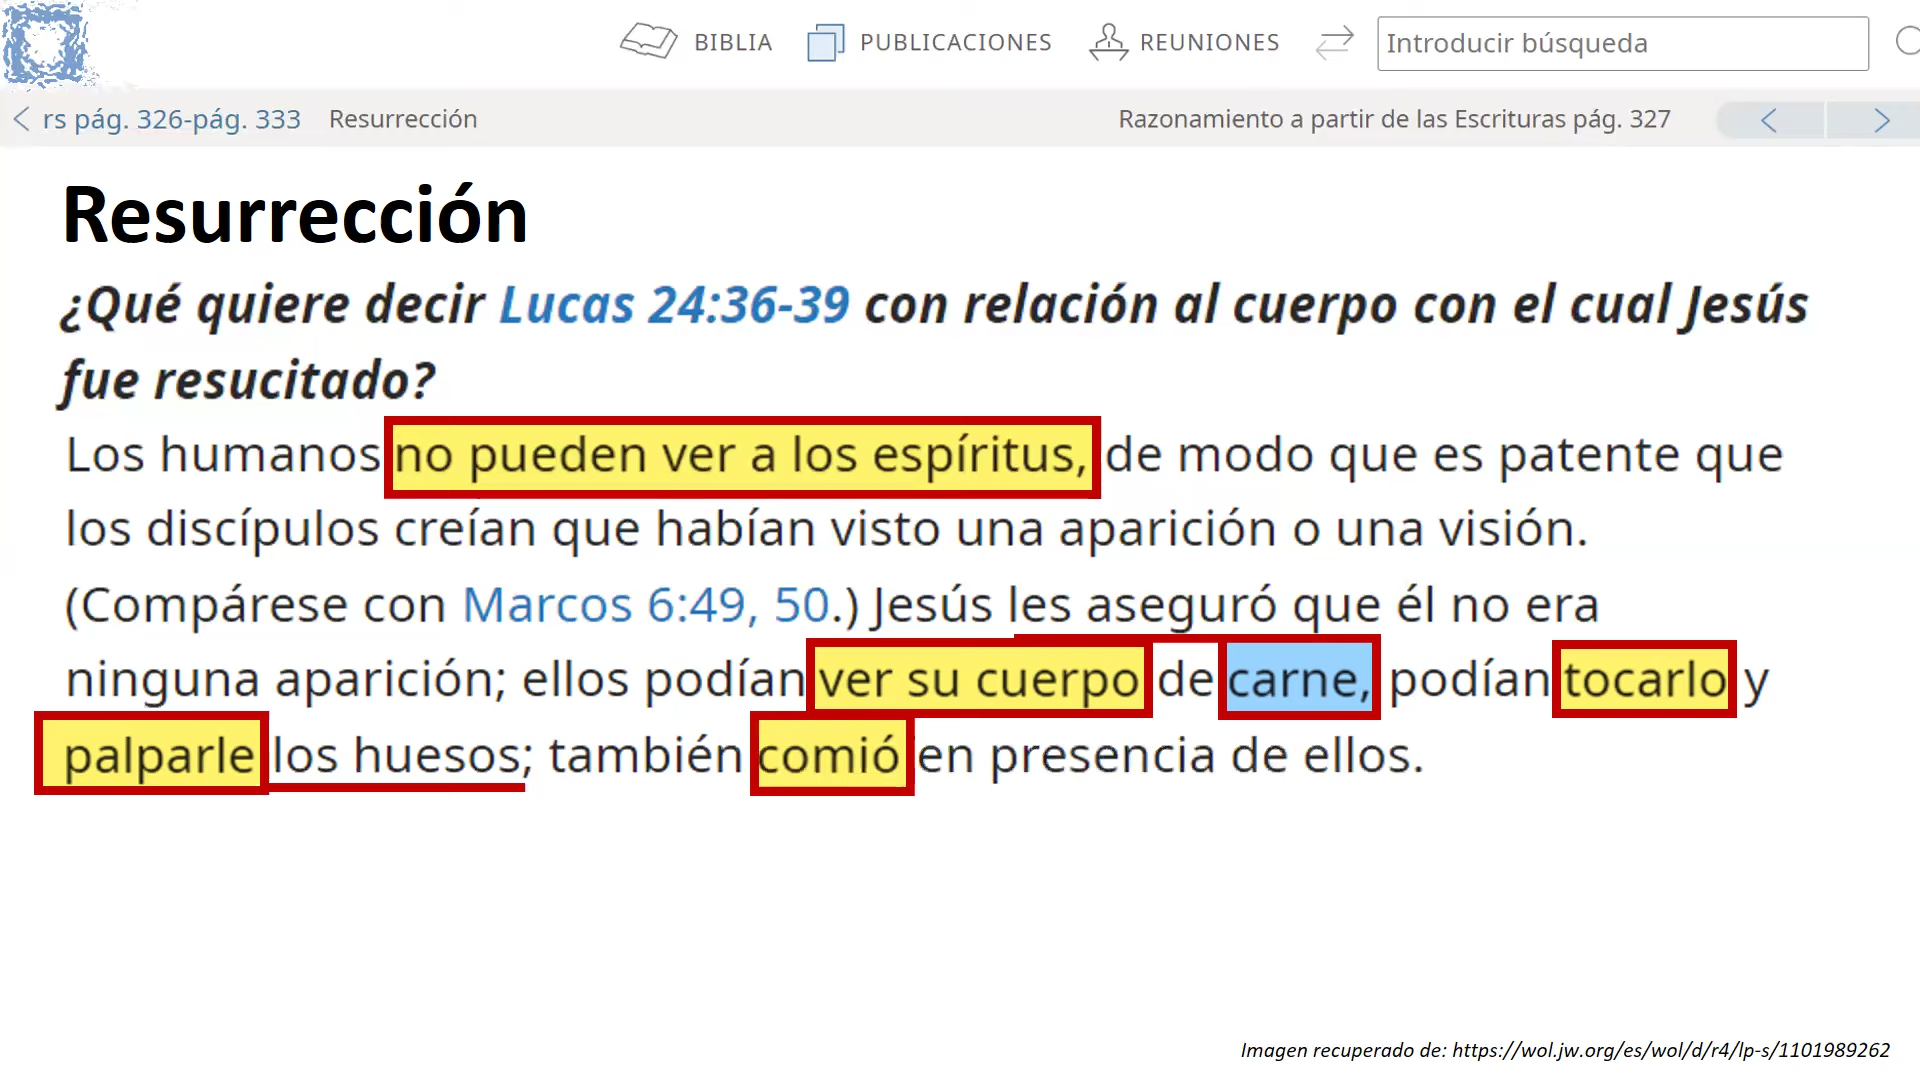 BIBLIA PUBLICACIONES REUNIONES Introducir búsqueda
rs pág. 326-pág. 333 Resurrección Razonamiento a partir de las Escrituras pág. 327
Resurrección
¿Qué quiere decir Lucas 24:36-39 con relación al cuerpo con el cual Jesús
fue resucitado?
Los humanos no pueden ver a los espíritus, de modo que es patente que
los discípulos creían que habían visto una aparición o una visión.
(Compárese con Marcos 6:49, 50.) Jesús les aseguró que él no era
ninguna aparición; ellos podían ver su cuerpo de carne, podían tocarlo y
palparle los huesos; también comió en presencia de ellos.
Imagen recuperado de: https://wol.jw.org/es/wol/d/r4/lp-s/1101989262